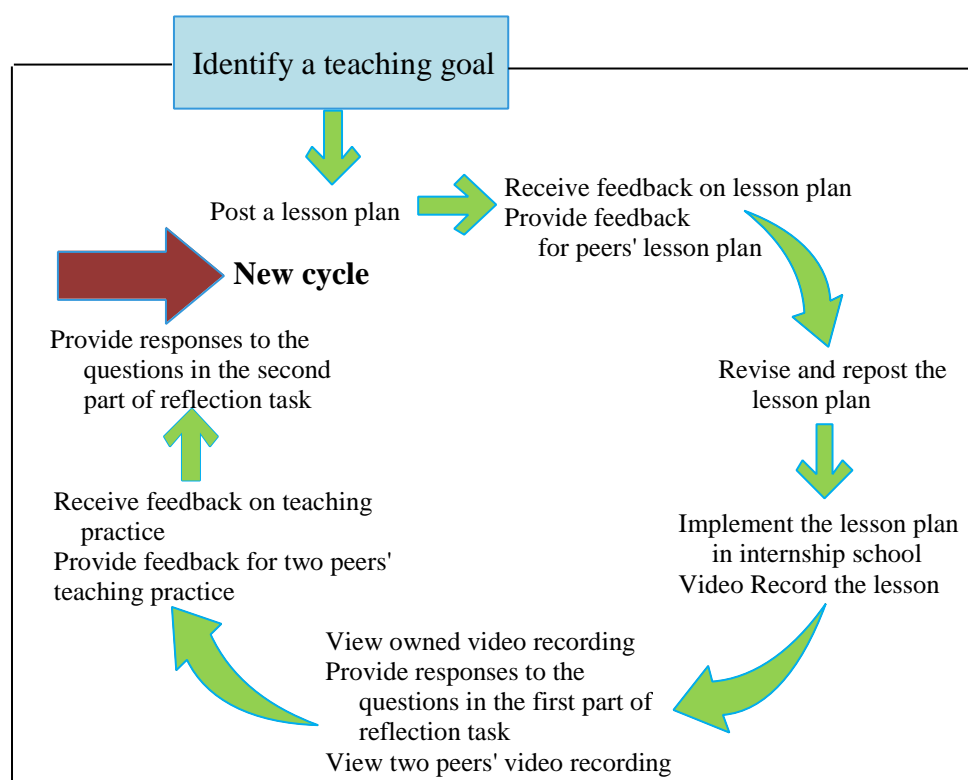 Identify a teaching goal
Post a lesson plan
Receive feedback on lesson plan
Provide feedback
for peers' lesson plan
Revise and repost the
lesson plan
Implement the lesson plan
in internship school
Video Record the lesson
View owned video recording
Provide responses to the
questions in the first part of
reflection task
View two peers' video recording
Receive feedback on teaching
practice
Provide feedback for two peers'
teaching practice
Provide responses to the
questions in the second
part of reflection task
New cycle